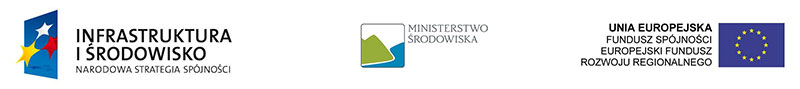 INFRASTRUKTURA
I ŚRODOWISKO
NARODOWA STRATEGIA SPÓJNOŚCI
MINISTERSTWO
ŚRODOWISKA
UNIA EUROPEJSKA
FUNDUSZ SPÓJNOŚCI
EUROPEJSKI FUNDUSZ
ROZWOJU REGIONALNEGO